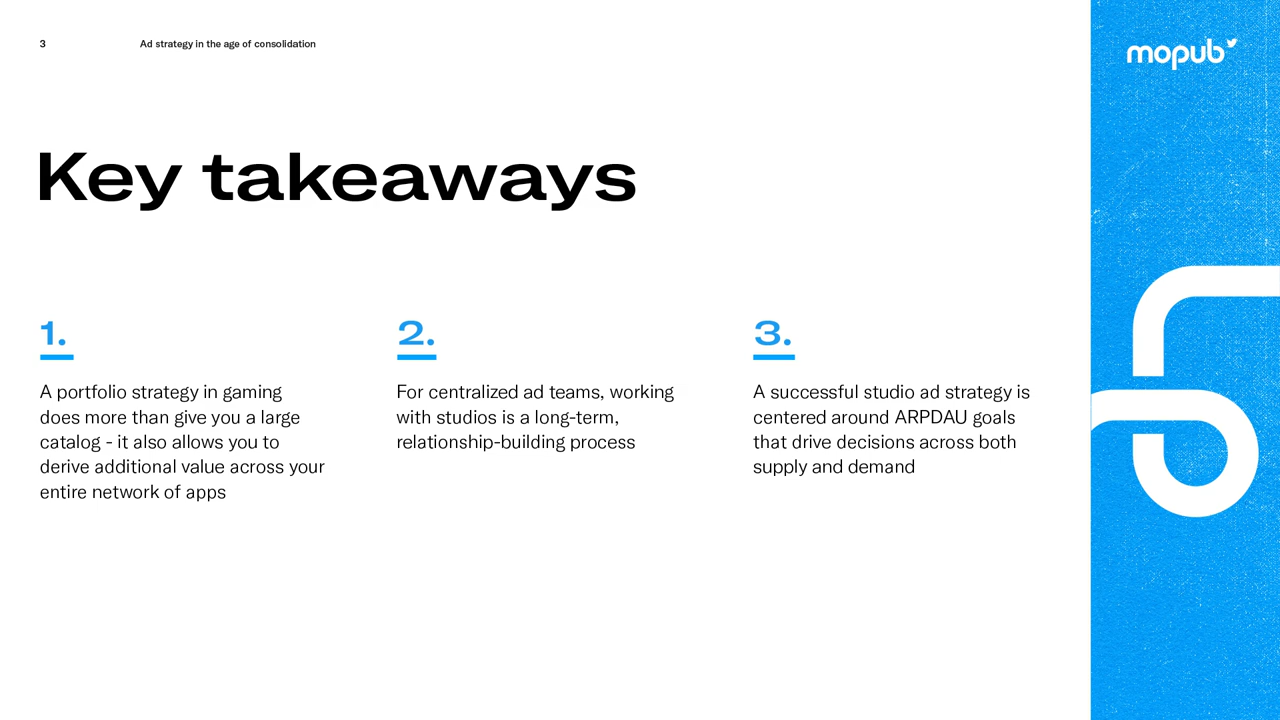 3
Ad strategy in the age of consolidation
mopub
Key takeaways
1.
A portfolio strategy in gaming
does more than give you a large
catalog - it also allows you to
derive additional value across your
entire network of apps
2.
For centralized ad teams, working
with studios is a long-term,
relationship-building process
3.
A successful studio ad strategy is
centered around ARPDAU goals
that drive decisions across both
supply and demand